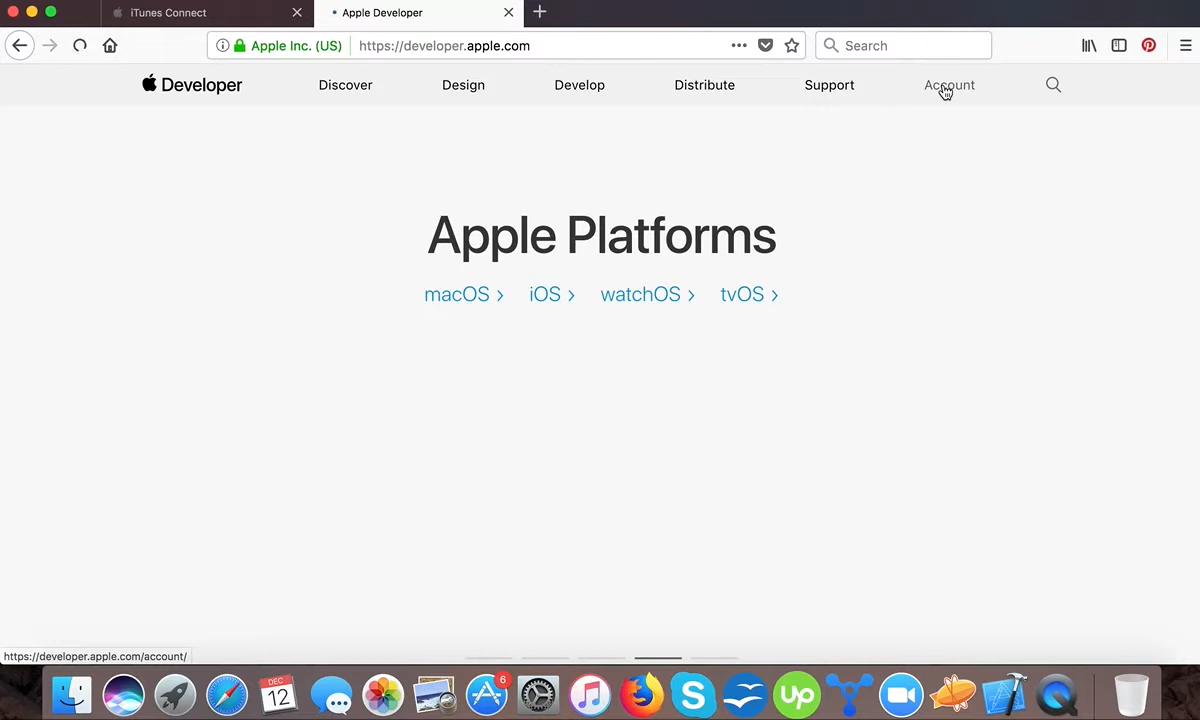 iTunes Connect
Apple Developer
Apple Inc. (US)
https://developer.apple.com
Search
Developer
Discover
Design
Develop
Distribute
Support
Account
Apple Platforms
macOS ›
iOS ›
watchOS ›
tvOS ›
https://developer.apple.com/account/
DEC
12
6
up